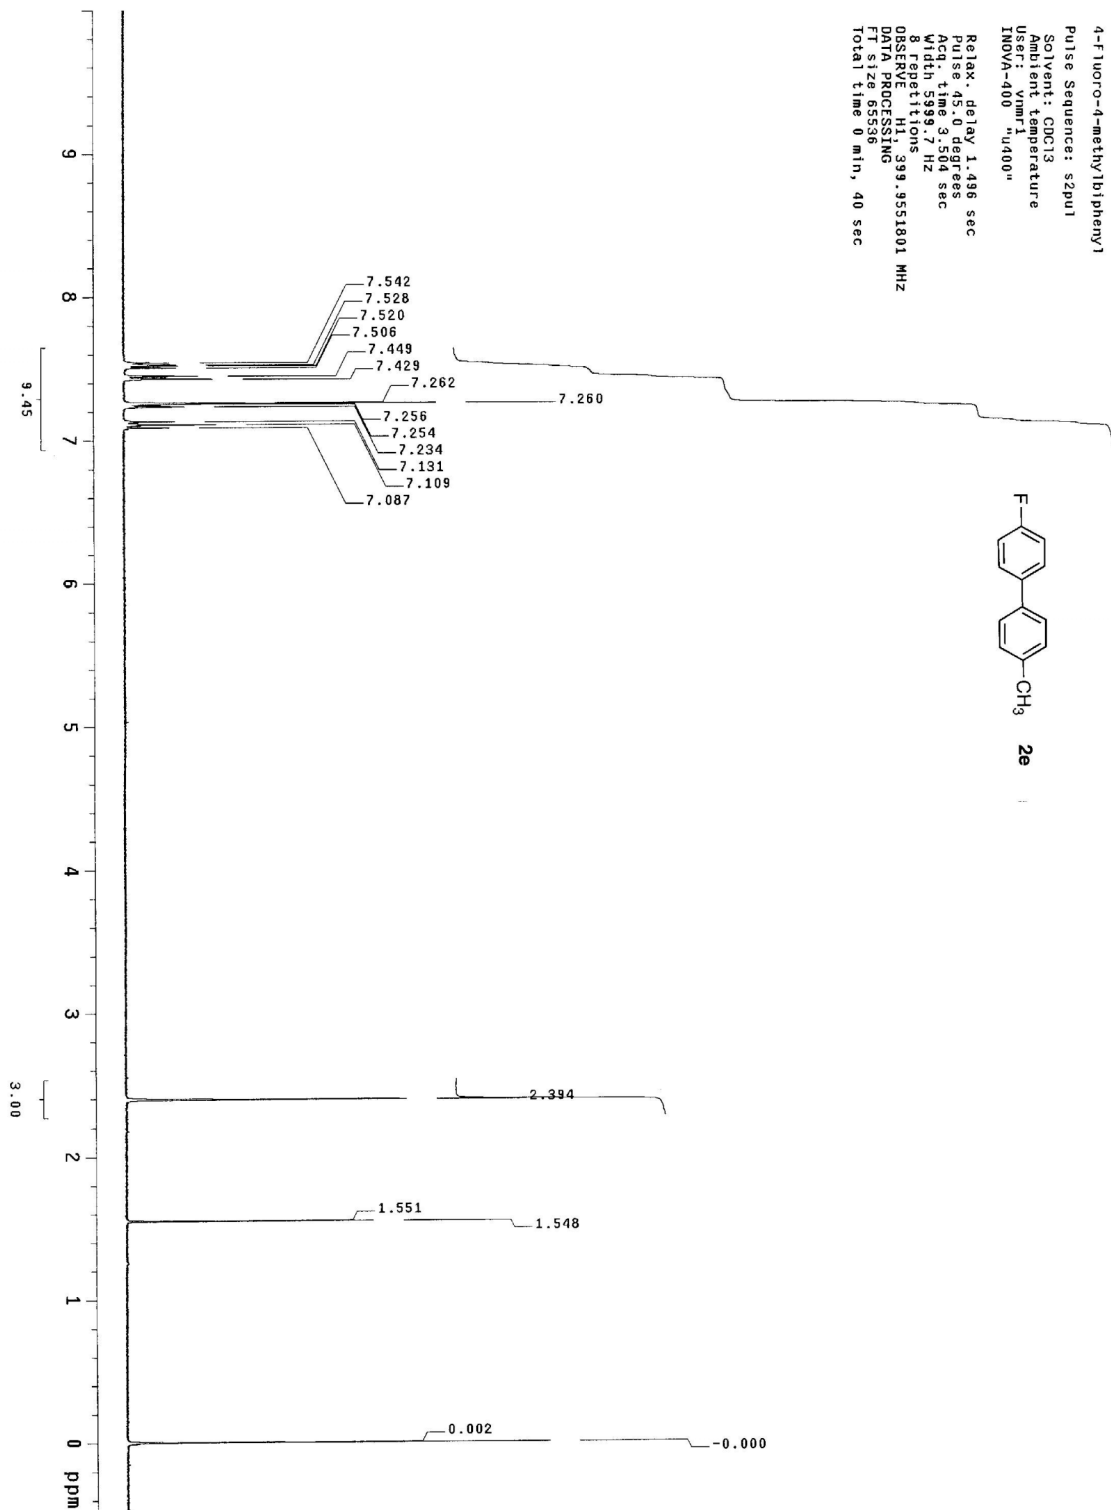 4-Fluoro-4-methylbiphenyl
Pulse Sequence: s2pul
Solvent: CDCl3
Ambient temperature
User: vnmr1
INOVA-400 "u400"
Relax. delay 1.496 sec
Pulse 45.0 degrees
Acq. time 3.504 sec
Width 5999.7 Hz
8 repetitions
OBSERVE H1, 399.9551801 MHz
DATA PROCESSING
FT size 65536
Total time 0 min, 40 sec
F
CH3
2e
7.542
7.528
7.520
7.506
7.449
7.429
7.262
7.260
7.256
7.254
7.234
7.131
7.109
7.087
2.394
1.551
1.548
0.002
-0.000
9
8
7
6
5
4
3
2
1
0
ppm
9.45
3.00